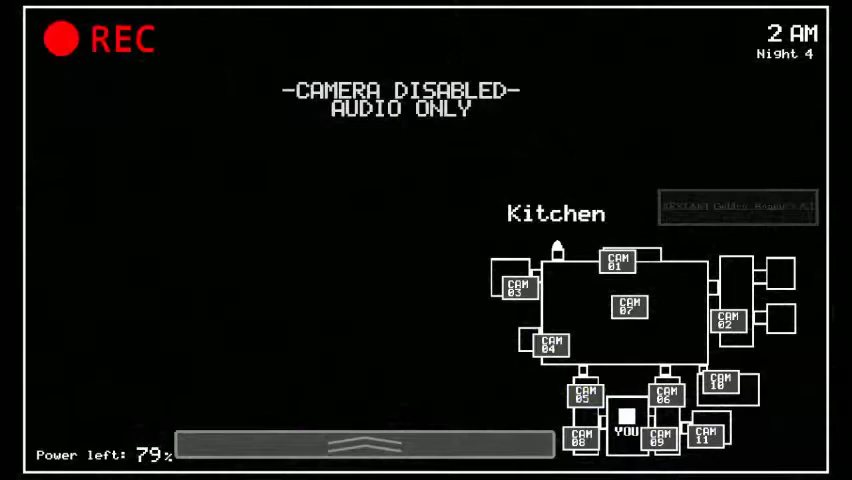 REC
2 AM
Night 4
-CAMERA DISABLED-
AUDIO ONLY
Kitchen
CAM 01
CAM 03
CAM 07
CAM 02
CAM 04
CAM 10
CAM 05
CAM 06
YOU
CAM 08
CAM 09
CAM 11
Power left: 79%